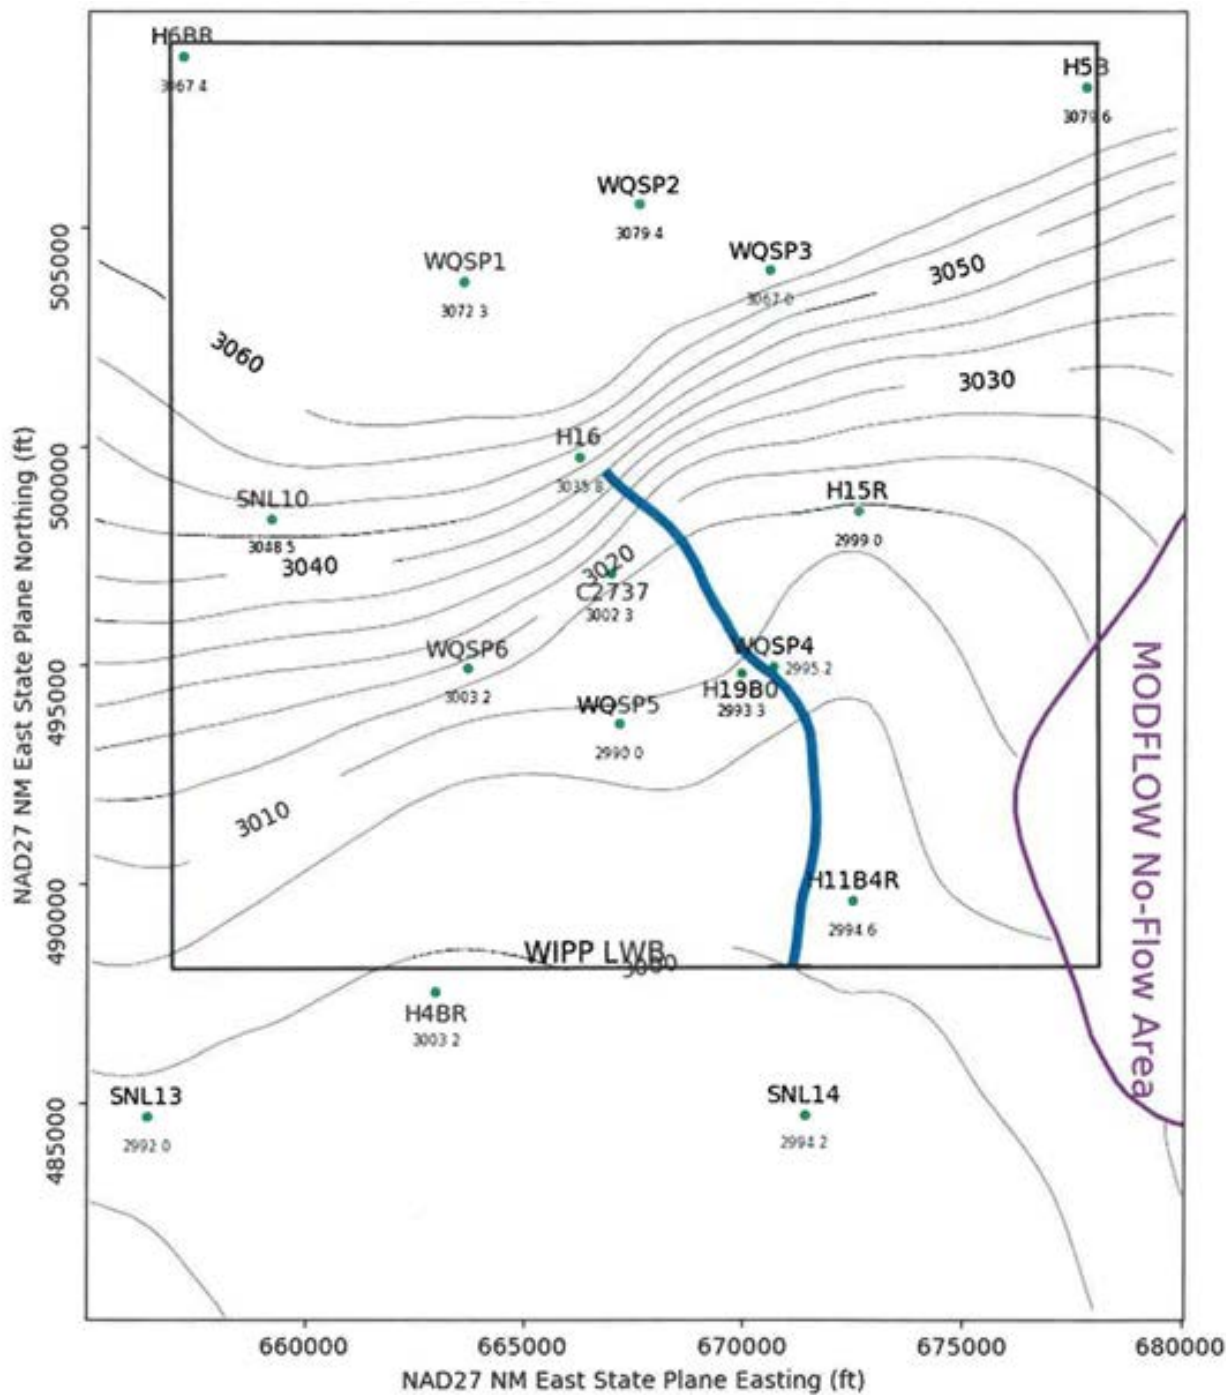 H6BR
3067 4
H5B
3079.6
WQSP2
3079 4
WQSP3
3067 0
WQSP1
3072 3
3050
3060
3030
H16
3035 8
SNL10
3048 5
3040
H15R
2999 0
3020
C2737
3002 3
WQSP6
3003 2
WQSP4
2995.2
H19B0
2993 3
WQSP5
2990 0
3010
H11B4R
2994 6
WIPP LWB
3000
H4BR
3003 2
SNL13
2992 0
SNL14
2994 2
MODFLOW No-Flow Area
NAD27 NM East State Plane Northing (ft)
505000
500000
495000
490000
485000
660000 665000 670000 675000 680000
NAD27 NM East State Plane Easting (ft)